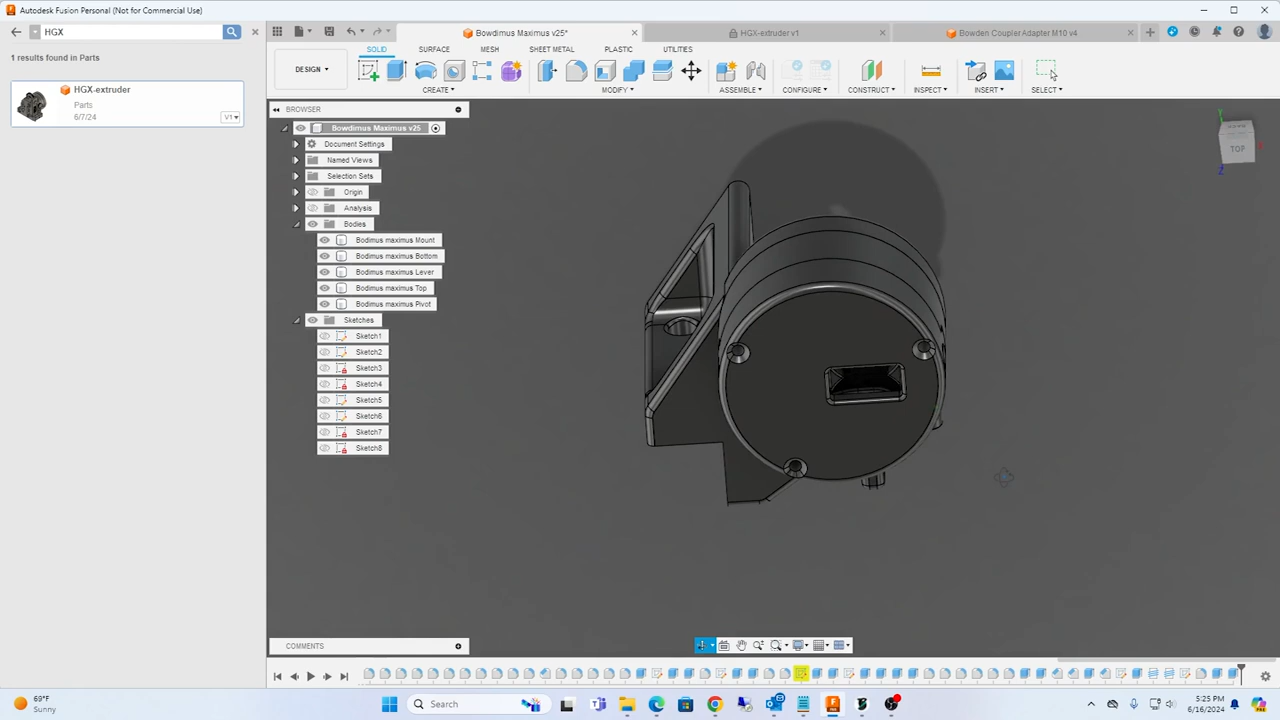 Autodesk Fusion Personal (Not for Commercial Use)
HGX
Bowdimus Maximus v25*
HGX-extruder v1
Bowden Coupler Adapter M10 v4
SOLID
SURFACE
MESH
SHEET METAL
PLASTIC
UTILITIES
1 results found in Parts
DESIGN
CREATE
MODIFY
ASSEMBLE
CONFIGURE
CONSTRUCT
INSPECT
INSERT
SELECT
HGX-extruder
Parts
6/7/24
V1
BROWSER
Bowdimus Maximus v25
Document Settings
Named Views
Selection Sets
Origin
Analysis
Bodies
Bodimus maximus Mount
Bodimus maximus Bottom
Bodimus maximus Lever
Bodimus maximus Top
Bodimus maximus Pivot
Sketches
Sketch1
Sketch2
Sketch3
Sketch4
Sketch5
Sketch6
Sketch7
Sketch8
TOP
Y
Z
COMMENTS
69°F
Sunny
Search
5:25 PM
6/16/2024